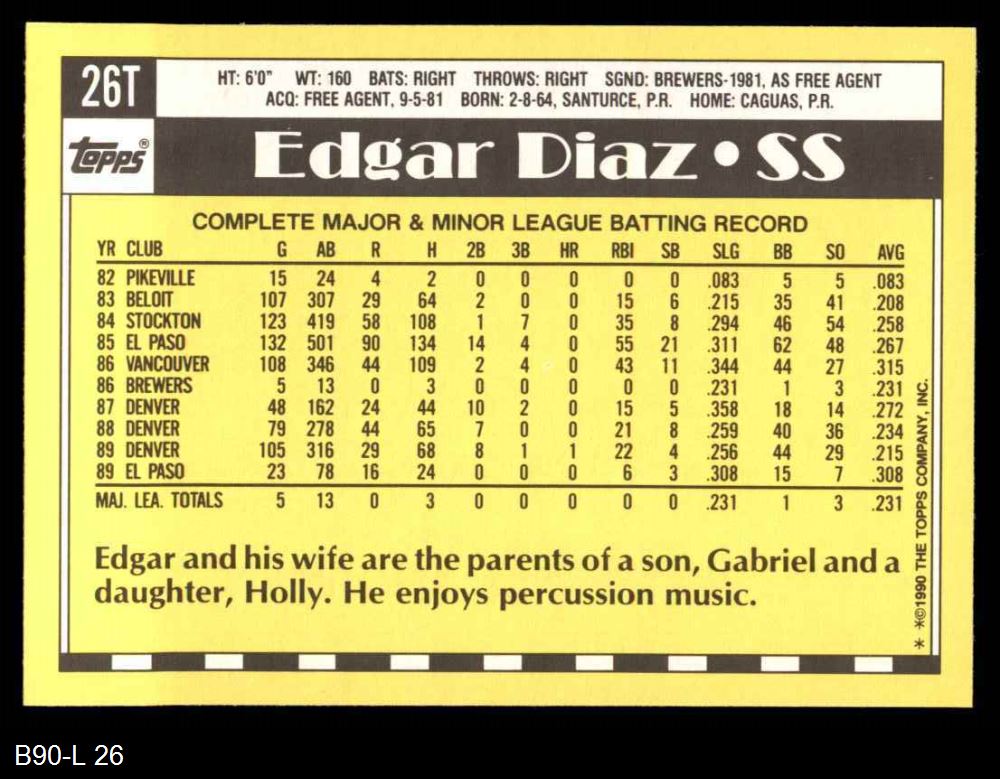 26T
HT: 6'0" WT: 160 BATS: RIGHT THROWS: RIGHT SGND: BREWERS-1981, AS FREE AGENT
ACQ: FREE AGENT, 9-5-81 BORN: 2-8-64, SANTURCE, P.R. HOME: CAGUAS, P.R.
topps®
Edgar Diaz • SS
COMPLETE MAJOR & MINOR LEAGUE BATTING RECORD
YR CLUB G AB R H 2B 3B HR RBI SB SLG BB SO AVG
82 PIKEVILLE 15 24 4 2 0 0 0 0 0 .083 5 5 .083
83 BELOIT 107 307 29 64 2 0 0 15 6 .215 35 41 .208
84 STOCKTON 123 419 58 108 1 7 0 35 8 .294 46 54 .258
85 EL PASO 132 501 90 134 14 4 0 55 21 .311 62 48 .267
86 VANCOUVER 108 346 44 109 2 4 0 43 11 .344 44 27 .315
86 BREWERS 5 13 0 3 0 0 0 0 0 .231 1 3 .231
87 DENVER 48 162 24 44 10 2 0 15 5 .358 18 14 .272
88 DENVER 79 278 44 65 7 0 0 21 8 .259 40 36 .234
89 DENVER 105 316 29 68 8 1 1 22 4 .256 44 29 .215
89 EL PASO 23 78 16 24 0 0 0 6 3 .308 15 7 .308
MAJ. LEA. TOTALS 5 13 0 3 0 0 0 0 0 .231 1 3 .231
Edgar and his wife are the parents of a son, Gabriel and a
daughter, Holly. He enjoys percussion music.
* *©1990 THE TOPPS COMPANY, INC.
B90-L 26